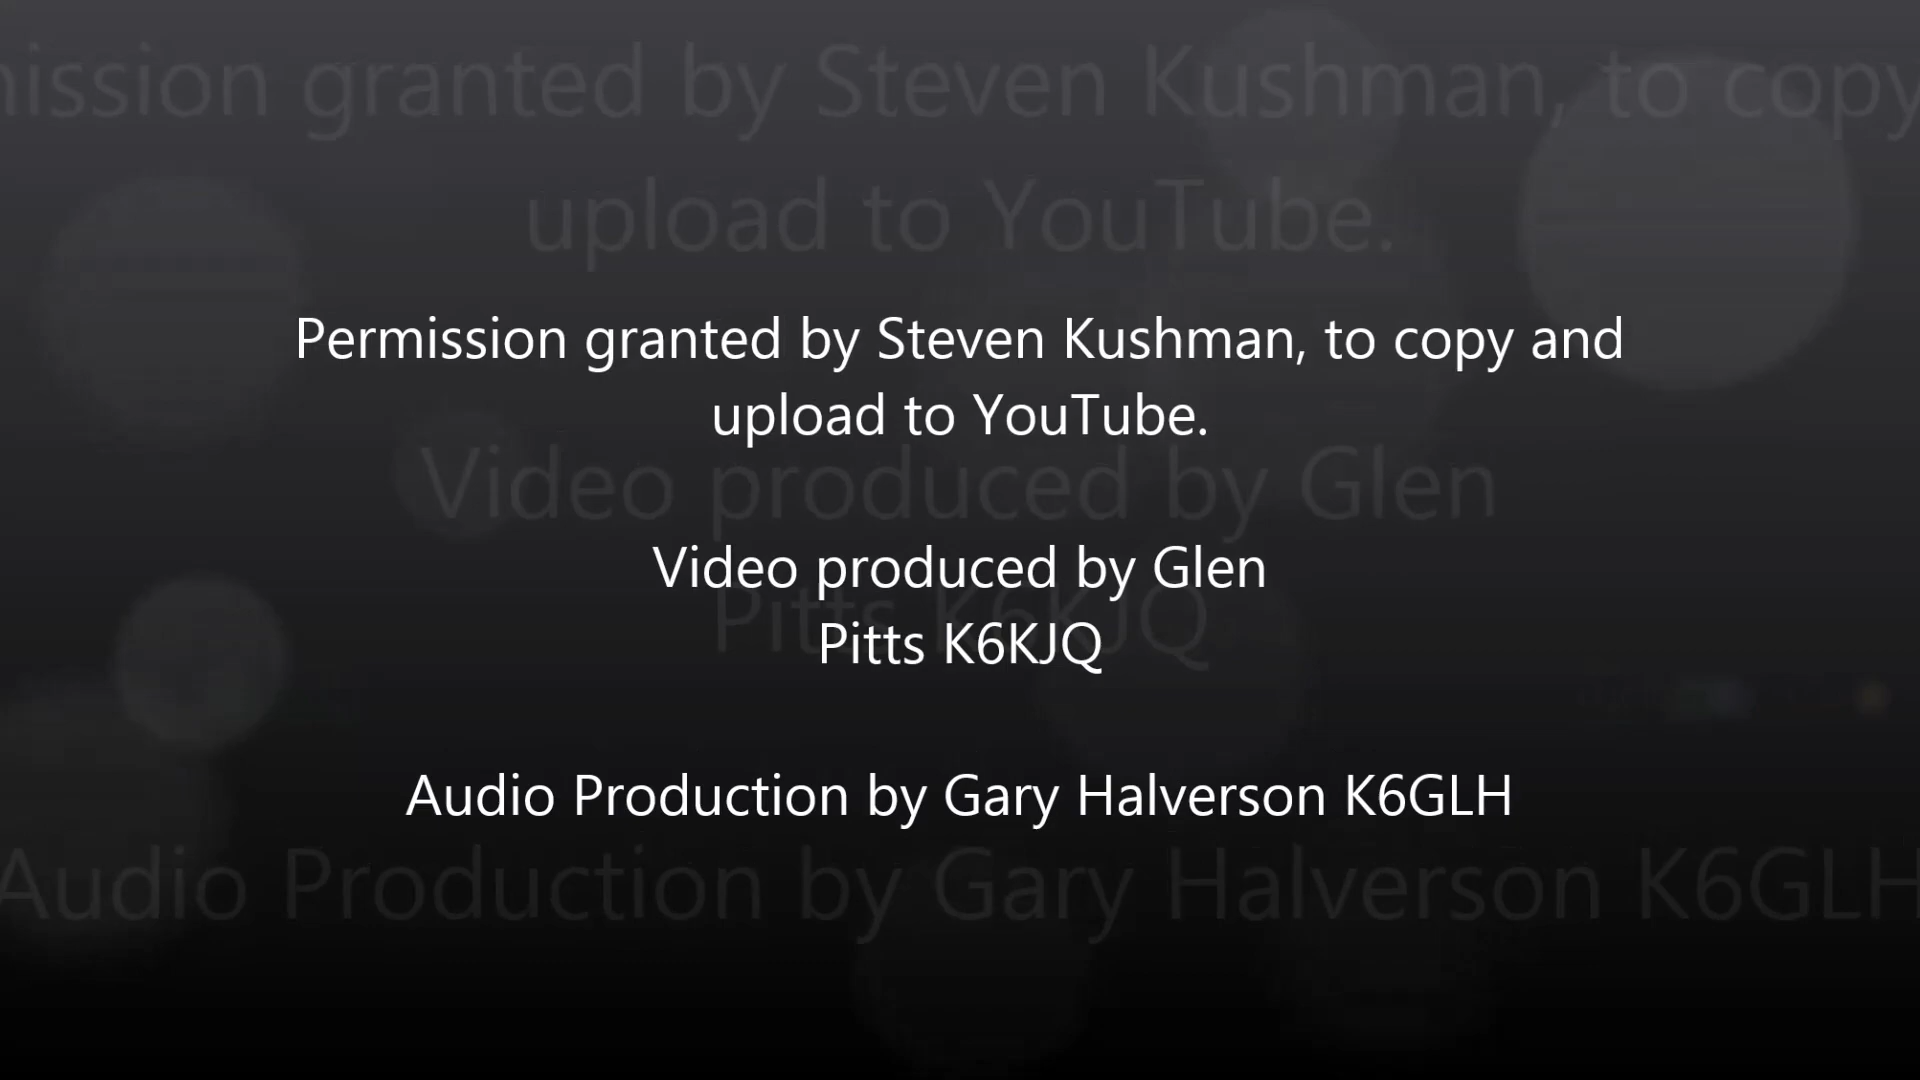 Permission granted by Steven Kushman, to copy and
upload to YouTube.
Video produced by Glen
Pitts K6KJQ
Audio Production by Gary Halverson K6GLH